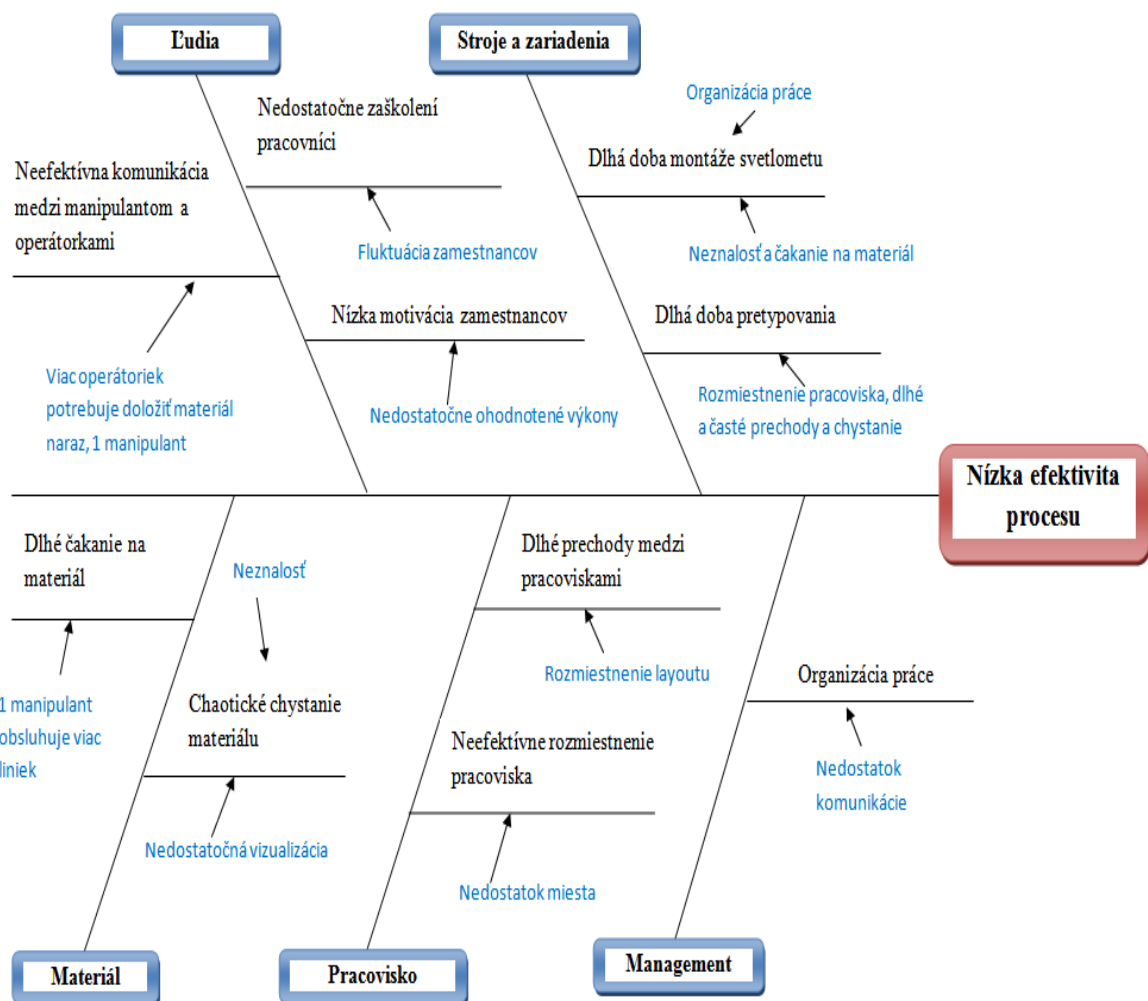 Ľudia
Stroje a zariadenia
Nedostatočne zaškolení
pracovníci
Organizácia práce
Dlhá doba montáže svetlometu
Neefektívna komunikácia
medzi manipulantom a
operátorkami
Fluktuácia zamestnancov
Neznalosť a čakanie na materiál
Nízka motivácia zamestnancov
Dlhá doba pretypovania
Viac operátoriek
potrebuje doložiť materiál
naraz, 1 manipulant
Nedostatočne ohodnotené výkony
Rozmiestnenie pracoviska, dlhé
a časté prechody a chystanie
Nízka efektivita
procesu
Dlhé čakanie na
materiál
Neznalosť
Dlhé prechody medzi
pracoviskami
Rozmiestnenie layoutu
Organizácia práce
1 manipulant
obsluhuje viac
liniek
Chaotické chystanie
materiálu
Neefektívne rozmiestnenie
pracoviska
Nedostatok
komunikácie
Nedostatočná vizualizácia
Nedostatok miesta
Materiál
Pracovisko
Management